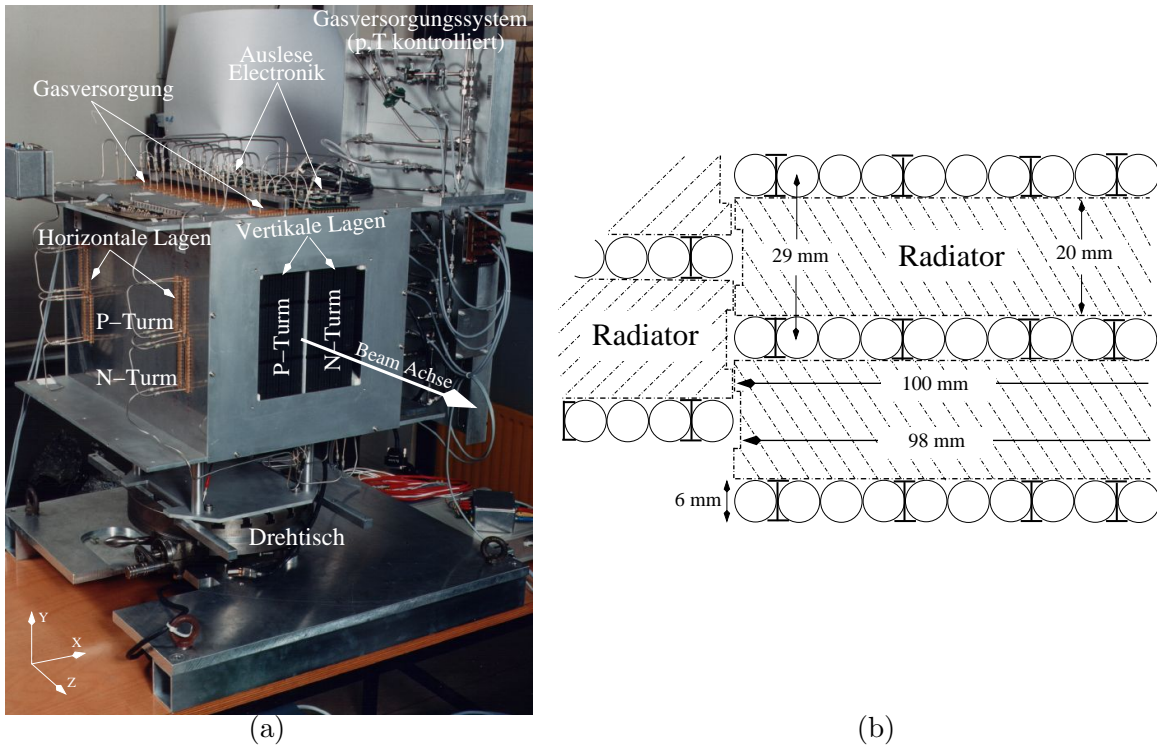 Gasversorgungssystem
(p,T kontrolliert)
Auslese
Electronik
Gasversorgung
Vertikale Lagen
Horizontale Lagen
P−Turm
N−Turm
P−Turm
N−Turm
Beam Achse
Drehtisch
Y
X
Z
(a)
Radiator
29 mm
20 mm
Radiator
100 mm
98 mm
6 mm
(b)